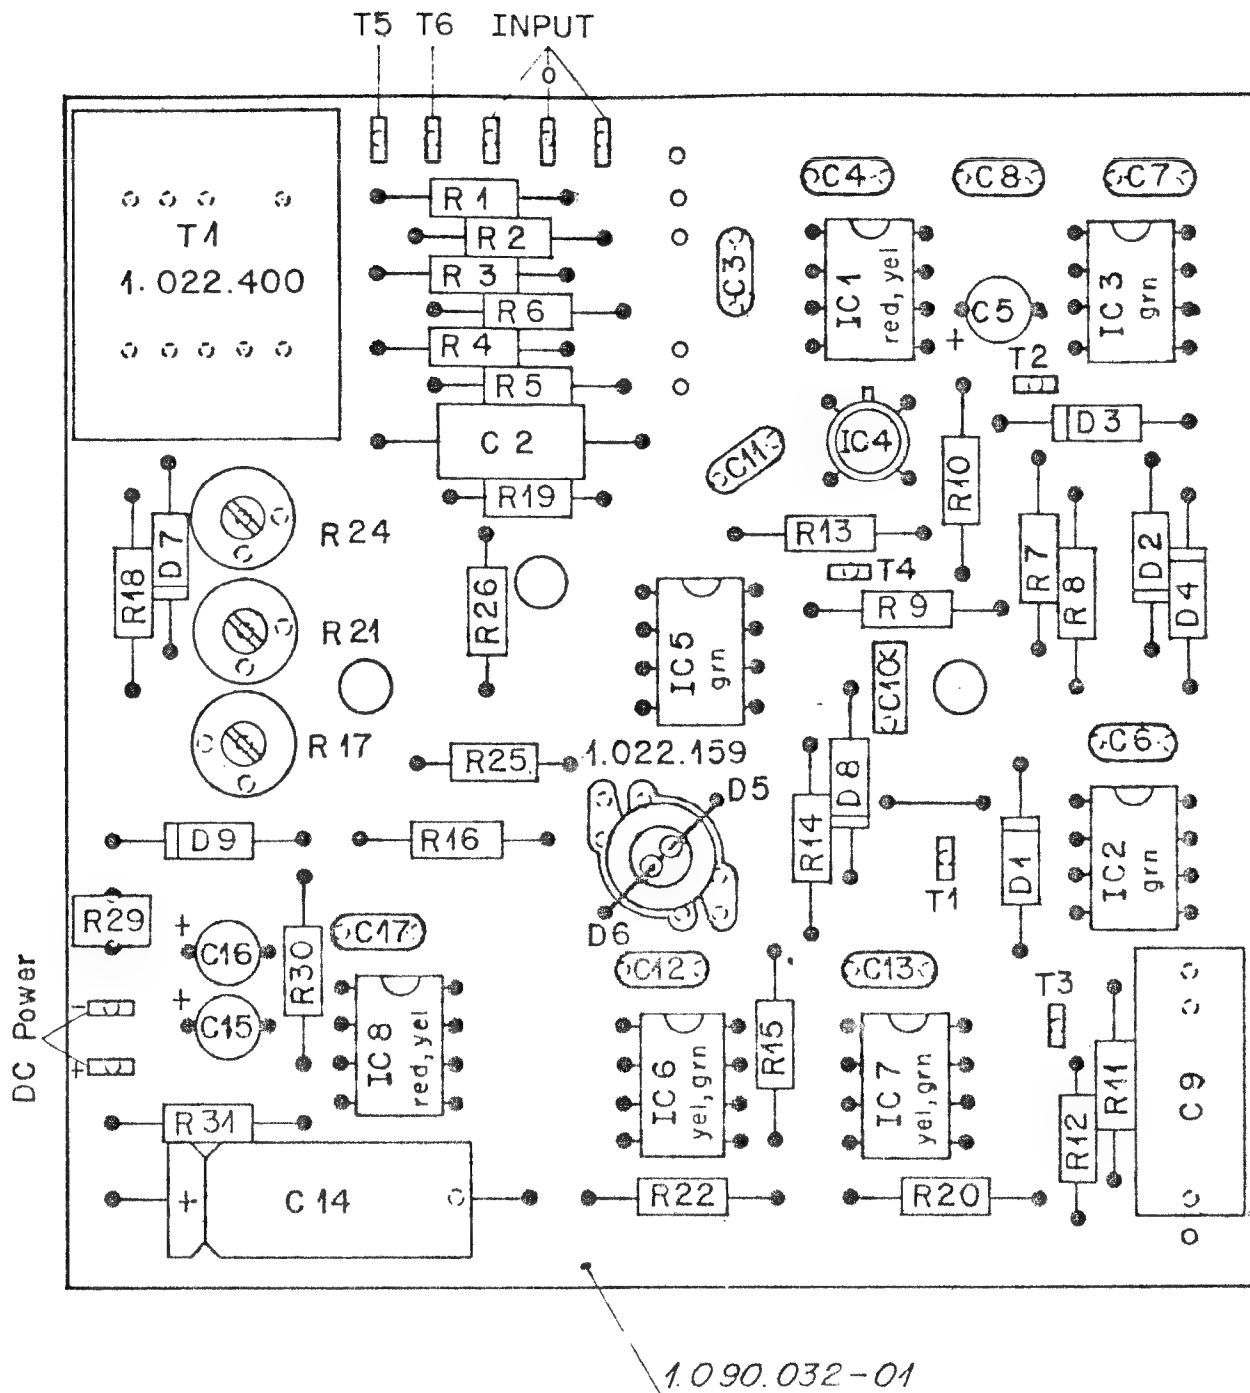 T5 T6 INPUT
o
T1
1.022.400
R1
R2
R3
R6
R4
R5
C2
R19
C3
C4
C8
C7
IC1
red, yel
C5
+
IC3
grn
T2
D3
C11
IC4
R10
R13
T4
R9
R7
R8
D2
D4
R18
D7
R24
R21
R17
R26
IC5
grn
C10
1.022.159
R25
D5
D6
R16
D9
R14
D8
T1
D1
C6
IC2
grn
R29
+
C16
+
C15
R30
C17
IC8
red, yel
C12
C13
IC6
yel, grn
R15
IC7
yel, grn
T3
R12
R11
C9
DC Power
-
+
R31
+
C14
R22
R20
1.090.032-01